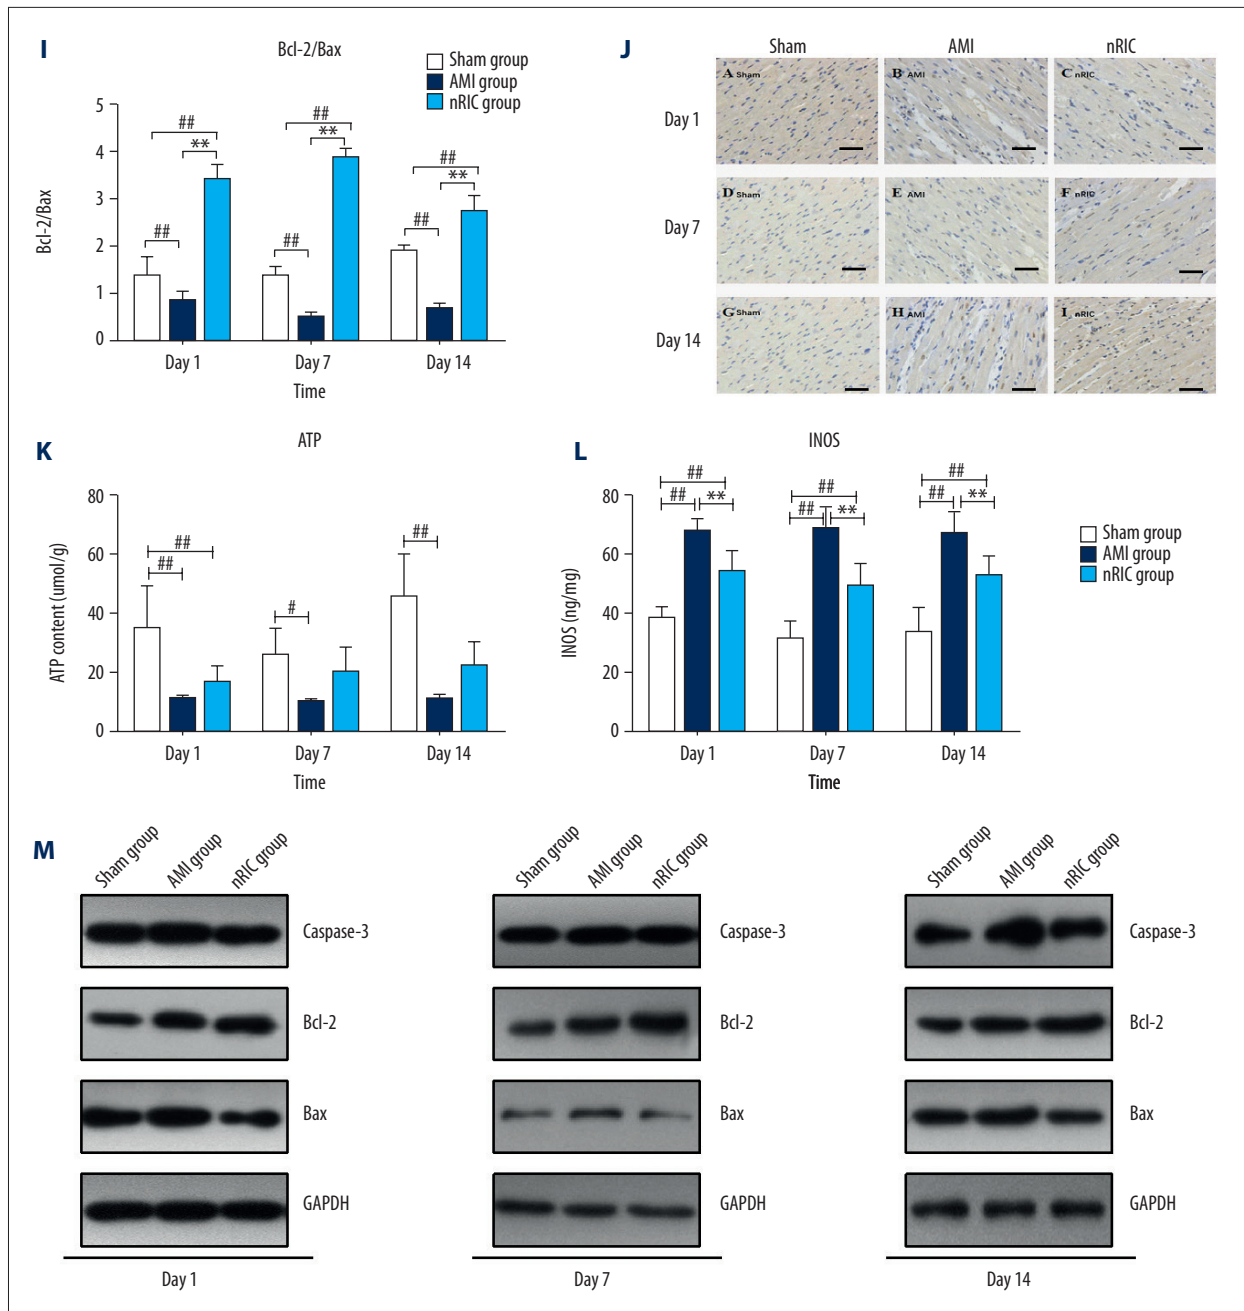 I
Bcl-2/Bax
Sham group
AMI group
nRIC group
5
4
3
2
1
0
Bcl-2/Bax
##
**
##
##
**
##
##
**
##
Day 1
Day 7
Day 14
Time
J
Sham
AMI
nRIC
Day 1
A Sham
B AMI
C nRIC
Day 7
D Sham
E AMI
F nRIC
Day 14
G Sham
H AMI
I nRIC
K
ATP
80
60
40
20
0
ATP content (umol/g)
##
##
#
##
Day 1
Day 7
Day 14
Time
L
INOS
80
60
40
20
0
INOS (ng/mg)
##
##
**
##
##
**
##
##
**
Sham group
AMI group
nRIC group
Day 1
Day 7
Day 14
Time
M
Sham group
AMI group
nRIC group
Caspase-3
Bcl-2
Bax
GAPDH
Day 1
Sham group
AMI group
nRIC group
Caspase-3
Bcl-2
Bax
GAPDH
Day 7
Sham group
AMI group
nRIC group
Caspase-3
Bcl-2
Bax
GAPDH
Day 14